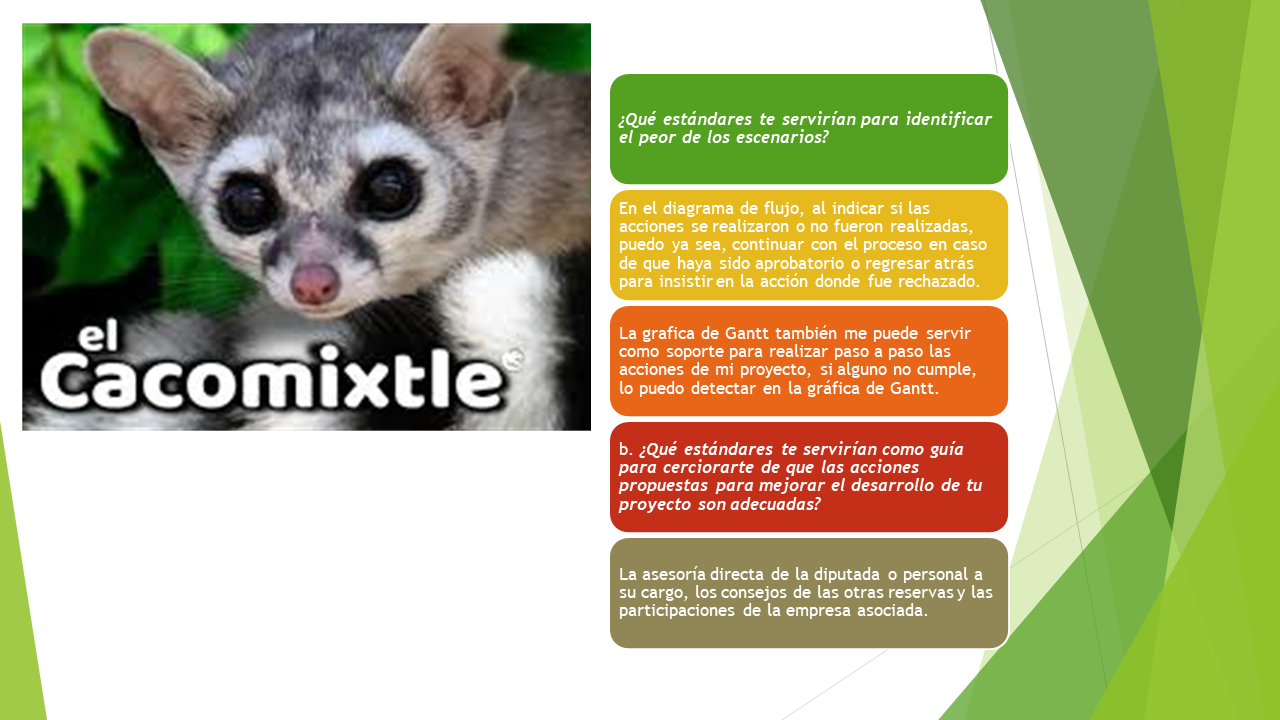 el
Cacomixtle
¿Qué estándares te servirían para identificar
el peor de los escenarios?
En el diagrama de flujo, al indicar si las
acciones se realizaron o no fueron realizadas,
puedo ya sea, continuar con el proceso en caso
de que haya sido aprobatorio o regresar atrás
para insistir en la acción donde fue rechazado.
La grafica de Gantt también me puede servir
como soporte para realizar paso a paso las
acciones de mi proyecto, si alguno no cumple,
lo puedo detectar en la gráfica de Gantt.
b. ¿Qué estándares te servirían como guía
para cerciorarte de que las acciones
propuestas para mejorar el desarrollo de tu
proyecto son adecuadas?
La asesoría directa de la diputada o personal a
su cargo, los consejos de las otras reservas y las
participaciones de la empresa asociada.